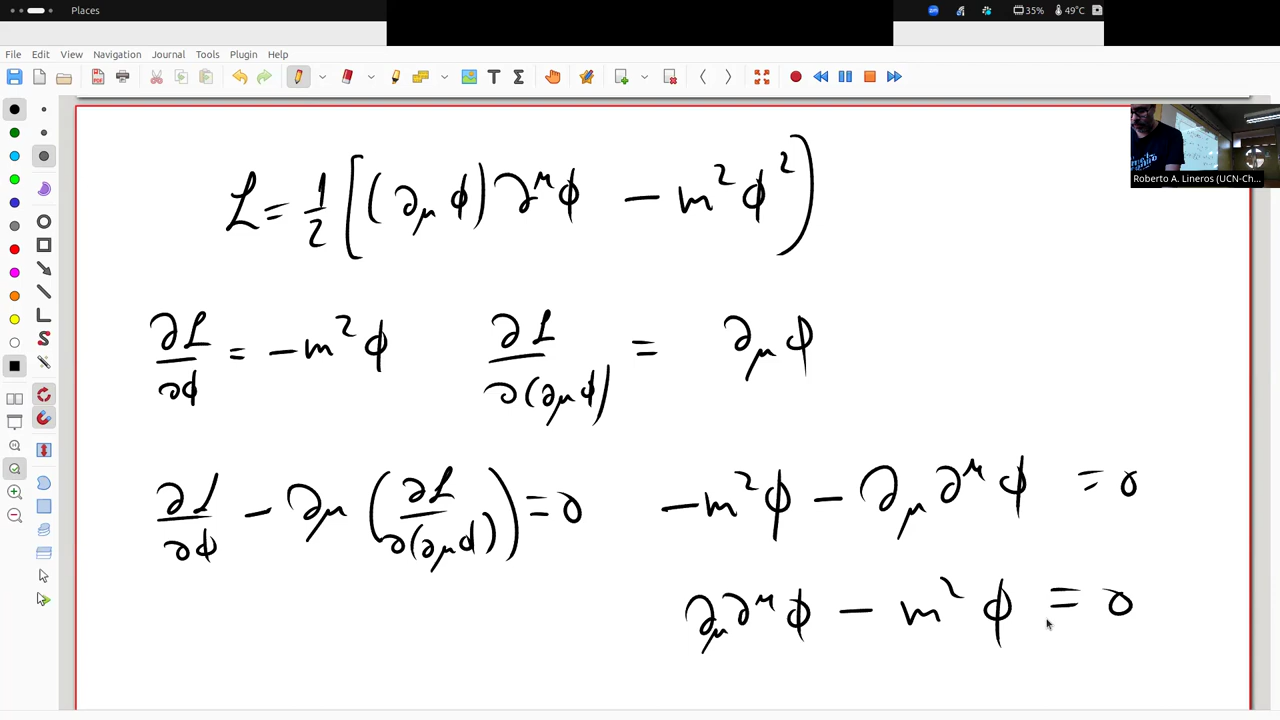 Places
35%
49°C
File Edit View Navigation Journal Tools Plugin Help
Roberto A. Lineros (UCN-Ch...
ℒ = 1/2 [(∂_μ ϕ) ∂^μ ϕ − m² ϕ²)
∂ℒ/∂ϕ = −m² ϕ    ∂ℒ/∂(∂_μ ϕ) = ∂_μ ϕ
∂ℒ/∂ϕ − ∂_μ (∂ℒ/∂(∂_μ ϕ)) = 0    −m² ϕ − ∂_μ ∂^μ ϕ = 0
∂_μ ∂^μ ϕ − m² ϕ = 0